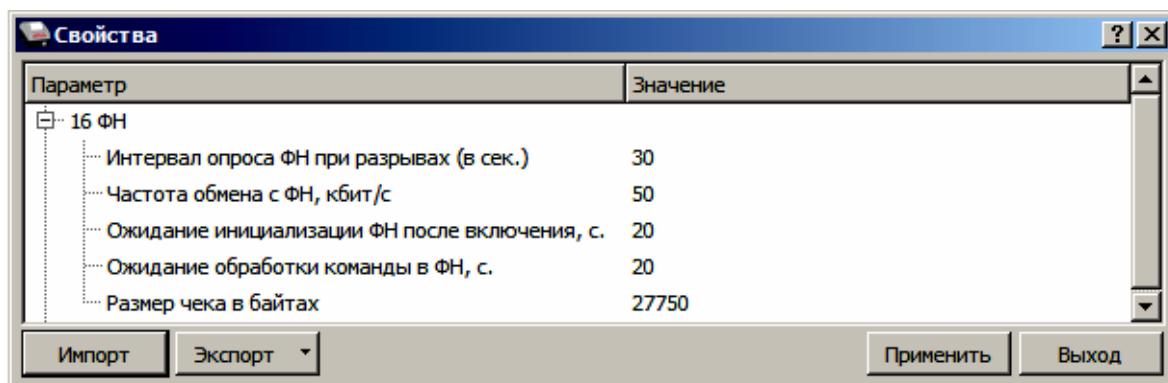 Свойства
Параметр Значение
16 ФН
Интервал опроса ФН при разрывах (в сек.) 30
Частота обмена с ФН, кбит/с 50
Ожидание инициализации ФН после включения, с. 20
Ожидание обработки команды в ФН, с. 20
Размер чека в байтах 27750
Импорт Экспорт Применить Выход